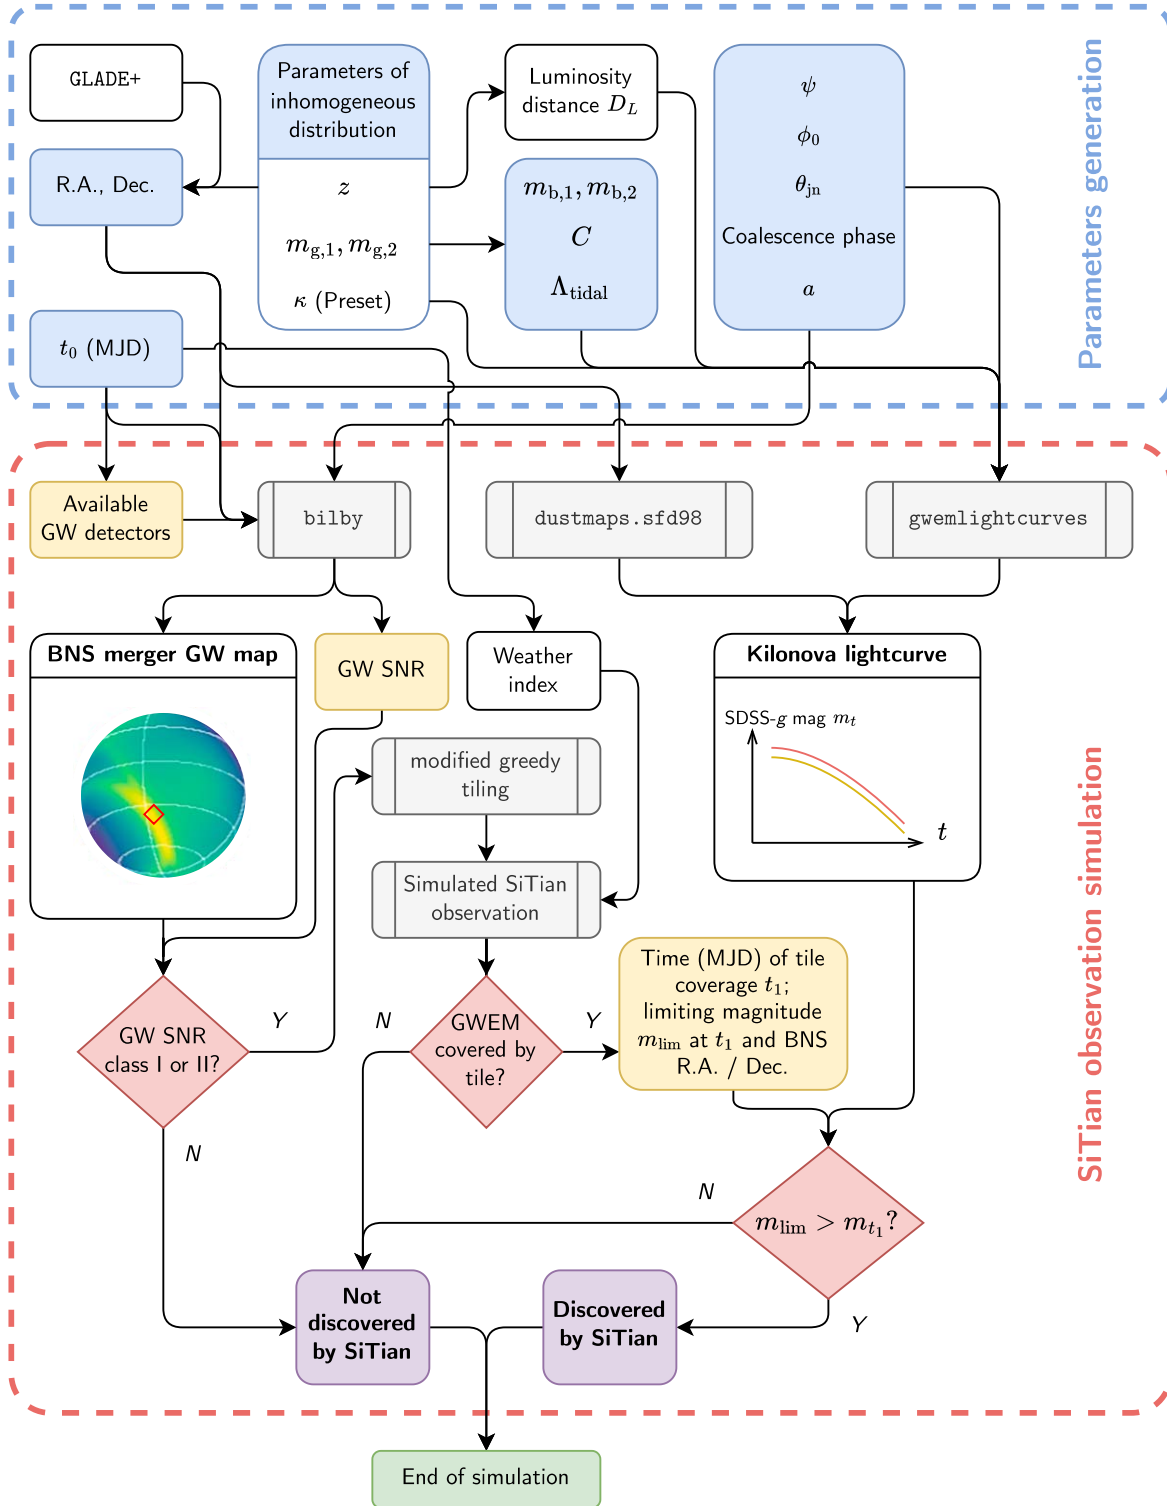 GLADE+
Parameters of
inhomogeneous
distribution
Luminosity
distance D_L
ψ
ϕ_0
θ_jn
Coalescence phase
a
R.A., Dec.
z
m_g,1, m_g,2
κ (Preset)
m_b,1, m_b,2
C
Λ_tidal
t_0 (MJD)
Parameters generation
Available
GW detectors
bilby
dustmaps.sfd98
gwemlightcurves
BNS merger GW map
GW SNR
Weather
index
Kilonova lightcurve
SDSS-g mag m_t
t
modified greedy
tiling
Simulated SiTian
observation
SiTian observation simulation
GW SNR
class I or II?
Y
N
GWEM
covered by
tile?
N
Y
Time (MJD) of tile
coverage t_1;
limiting magnitude
m_lim at t_1 and BNS
R.A. / Dec.
m_lim > m_t_1?
N
Y
Not
discovered
by SiTian
Discovered
by SiTian
End of simulation